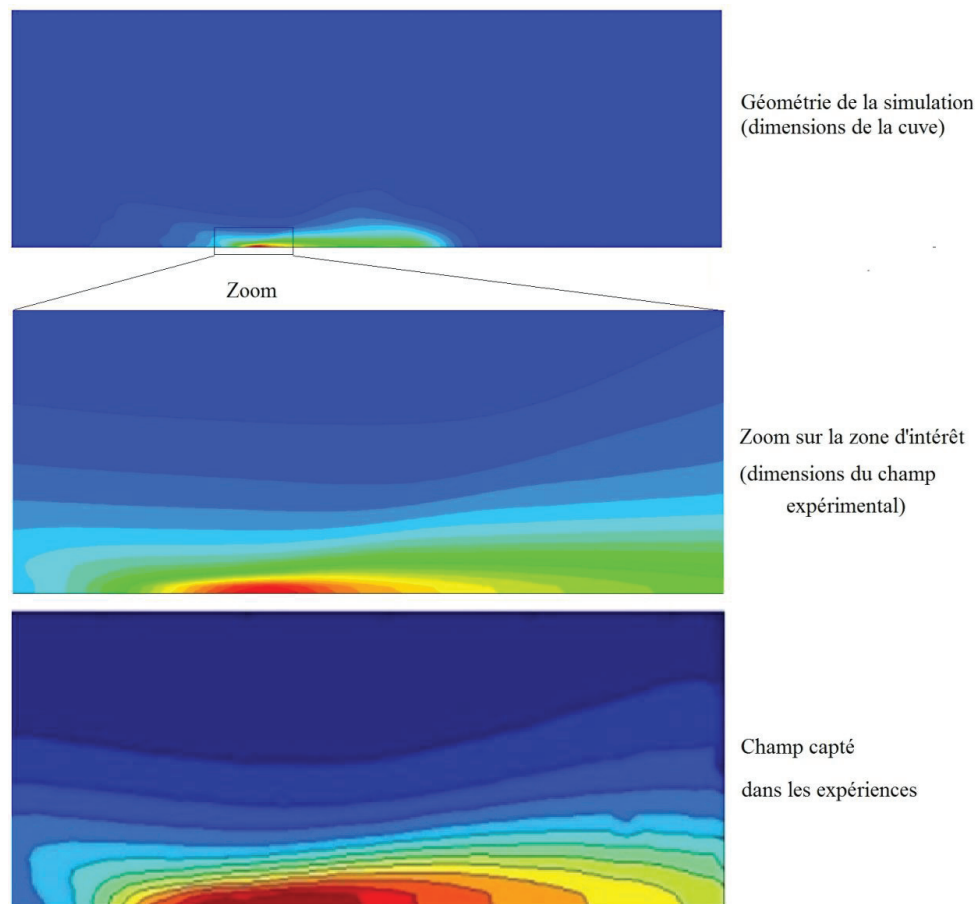 Géométrie de la simulation
(dimensions de la cuve)
Zoom
Zoom sur la zone d'intérêt
(dimensions du champ
expérimental)
Champ capté
dans les expériences